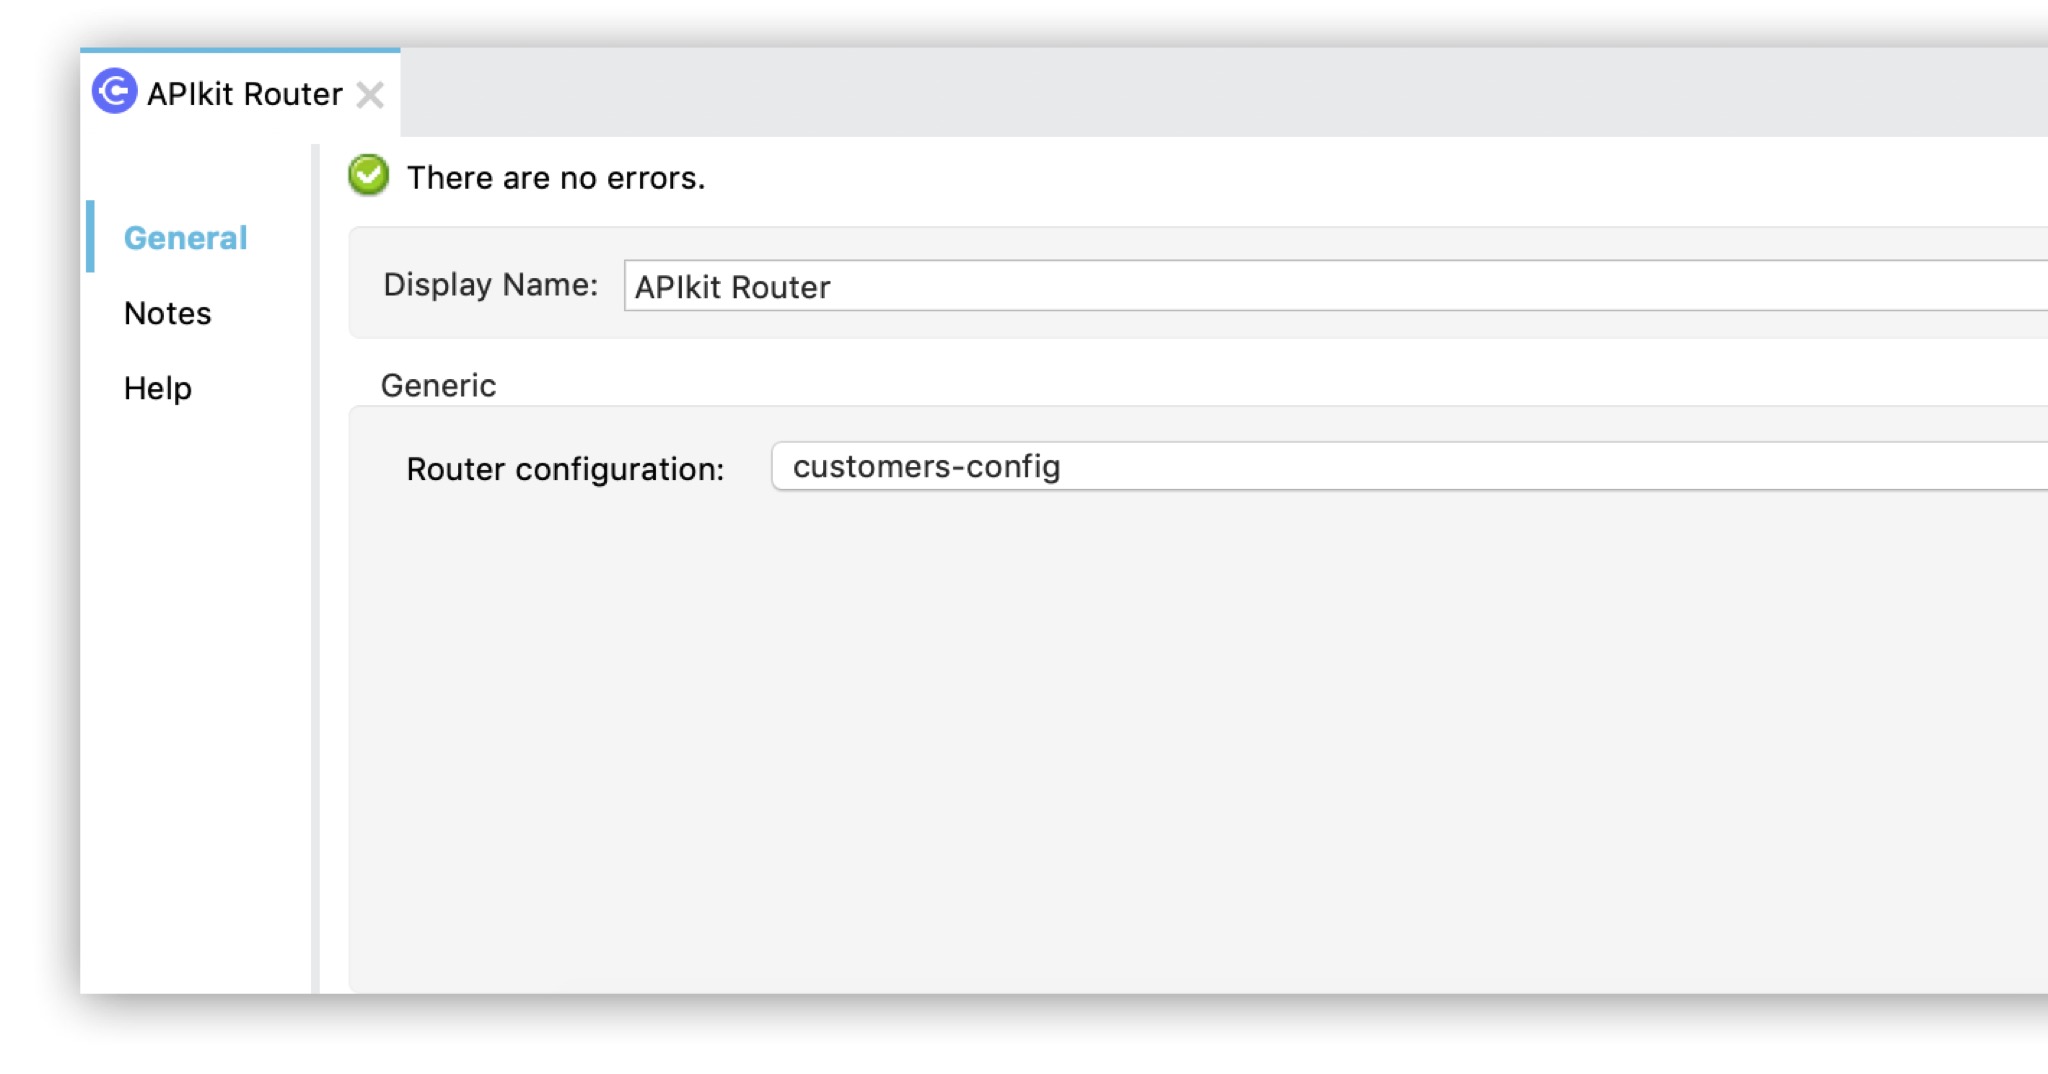 APIkit Router
There are no errors.
General
Display Name: APIkit Router
Notes
Help
Generic
Router configuration: customers-config